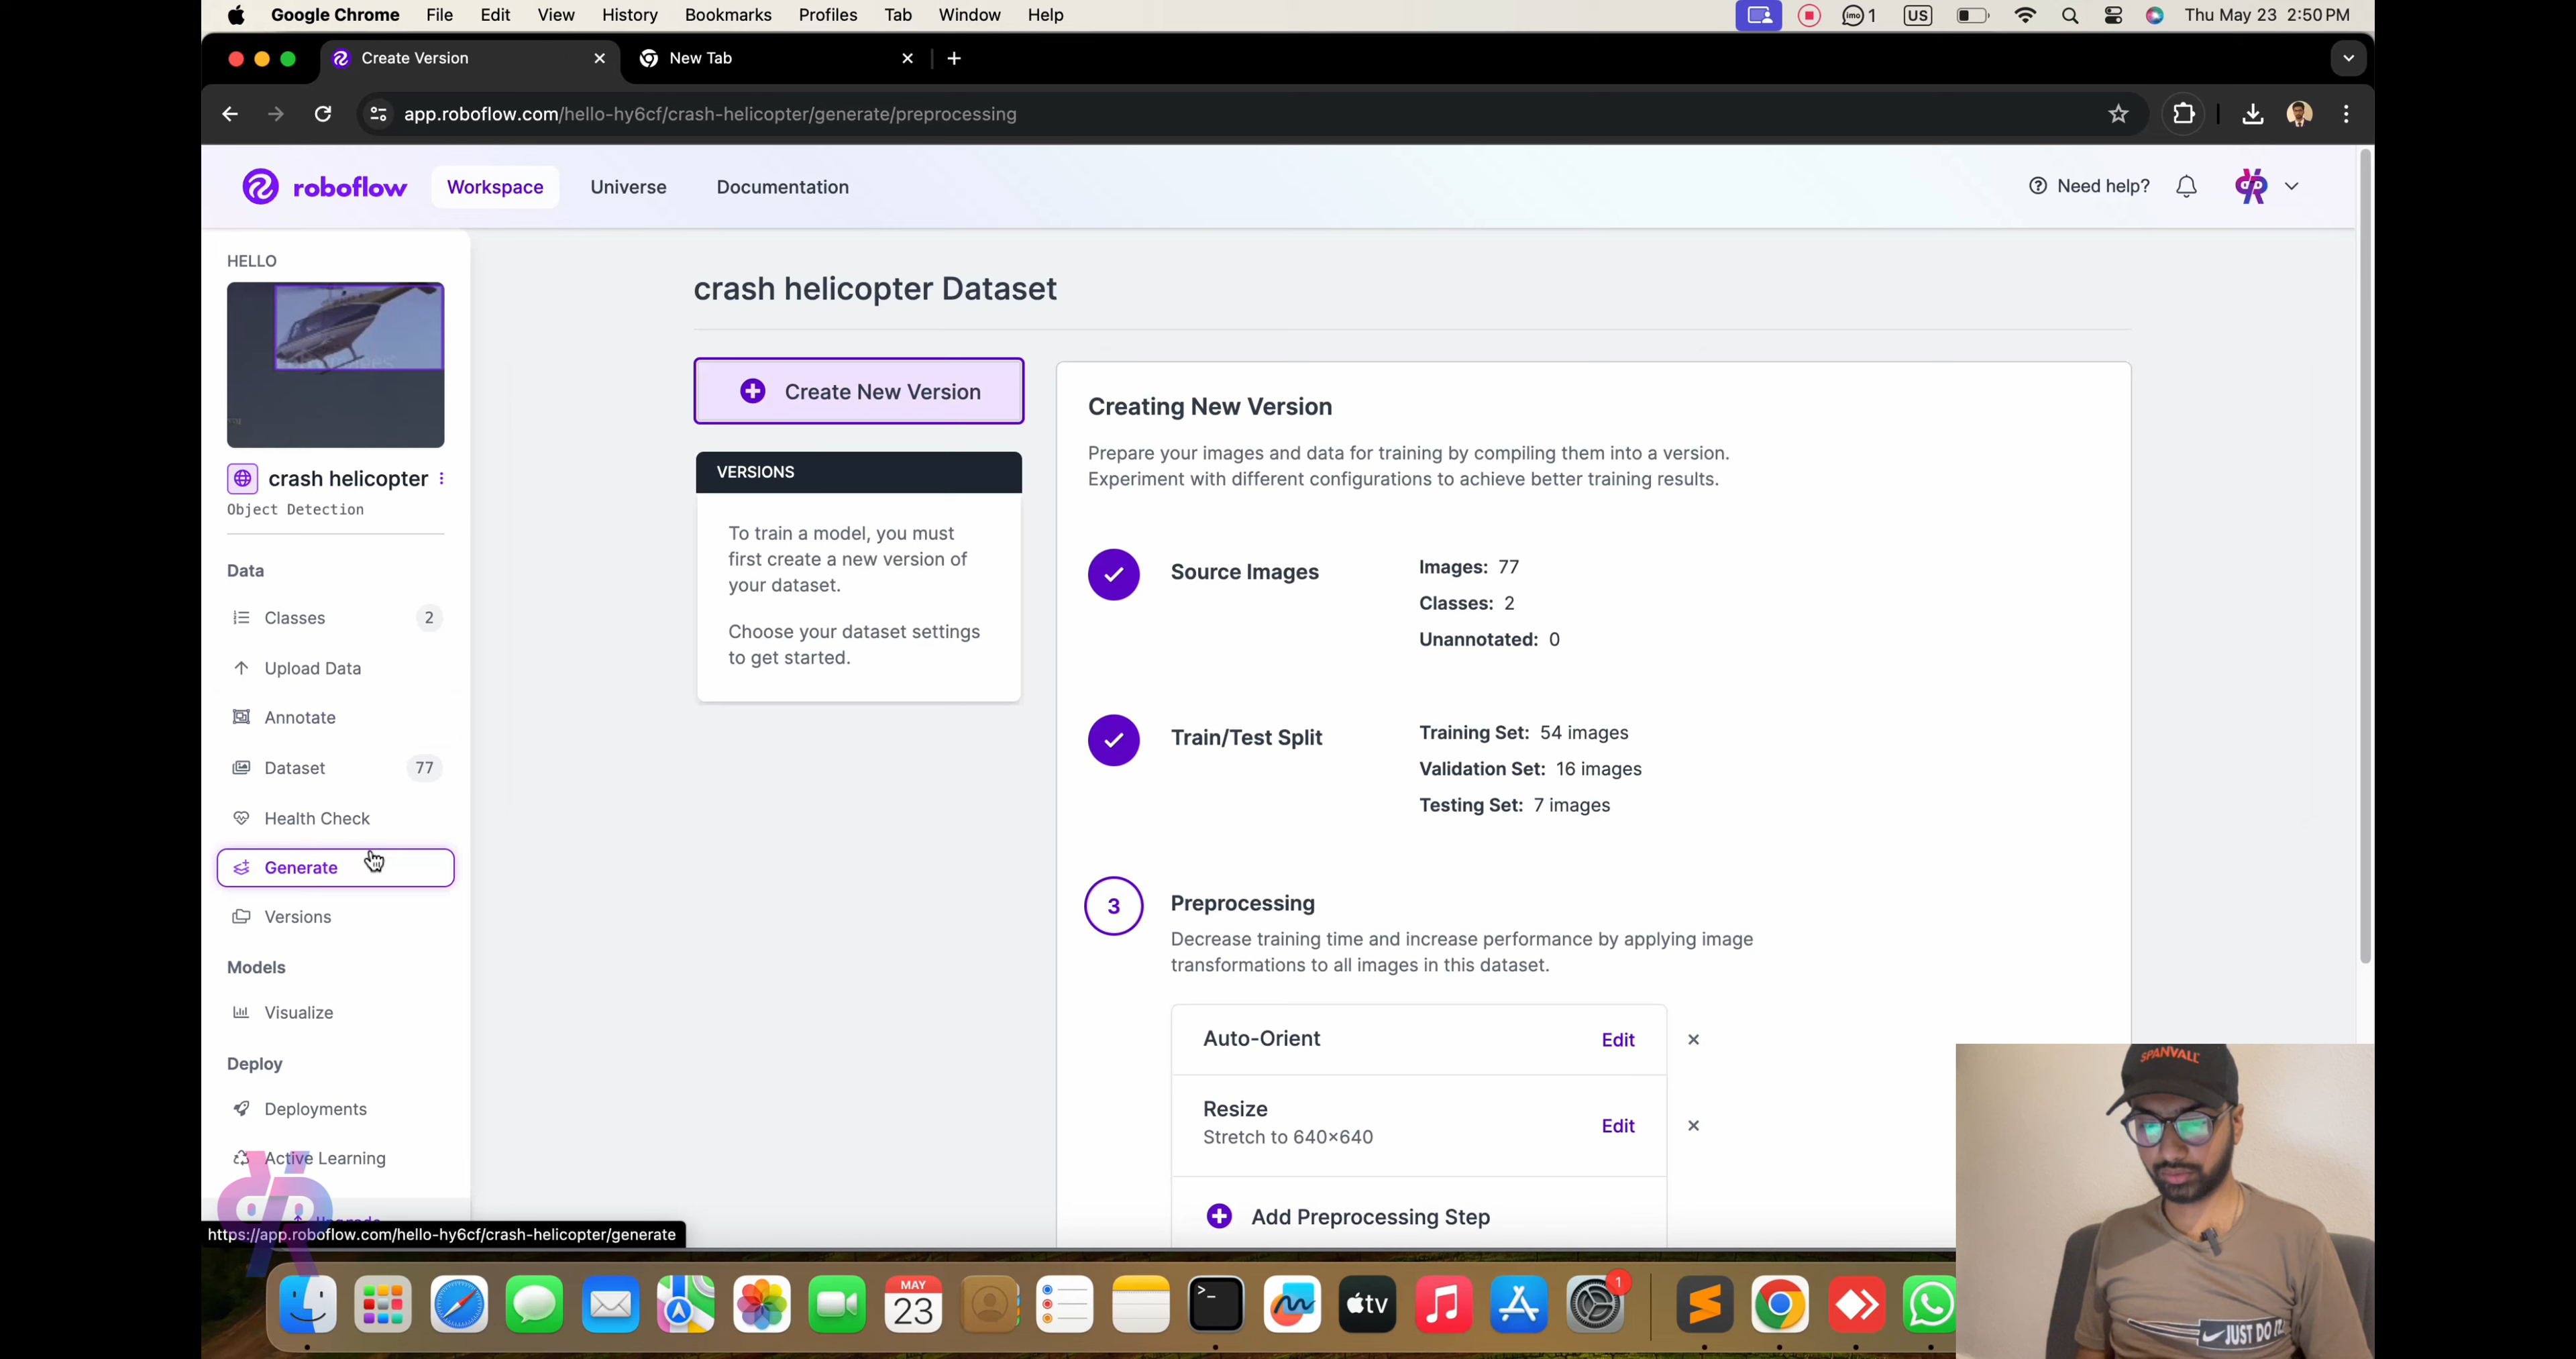 Google Chrome File Edit View History Bookmarks Profiles Tab Window Help
imo 1 US Thu May 23 2:50 PM
Create Version
New Tab
app.roboflow.com/hello-hy6cf/crash-helicopter/generate/preprocessing
roboflow Workspace Universe Documentation
Need help?
HELLO
crash helicopter
Object Detection
Data
Classes 2
Upload Data
Annotate
Dataset 77
Health Check
Generate
Versions
Models
Visualize
Deploy
Deployments
Active Learning
Upgrade
https://app.roboflow.com/hello-hy6cf/crash-helicopter/generate
crash helicopter Dataset
Create New Version
VERSIONS
To train a model, you must
first create a new version of
your dataset.
Choose your dataset settings
to get started.
Creating New Version
Prepare your images and data for training by compiling them into a version.
Experiment with different configurations to achieve better training results.
Source Images
Images: 77
Classes: 2
Unannotated: 0
Train/Test Split
Training Set: 54 images
Validation Set: 16 images
Testing Set: 7 images
3 Preprocessing
Decrease training time and increase performance by applying image
transformations to all images in this dataset.
Auto-Orient Edit
Resize
Stretch to 640×640
Edit
Add Preprocessing Step
MAY
23
tv
1
SPANVALL
JUST DO IT.